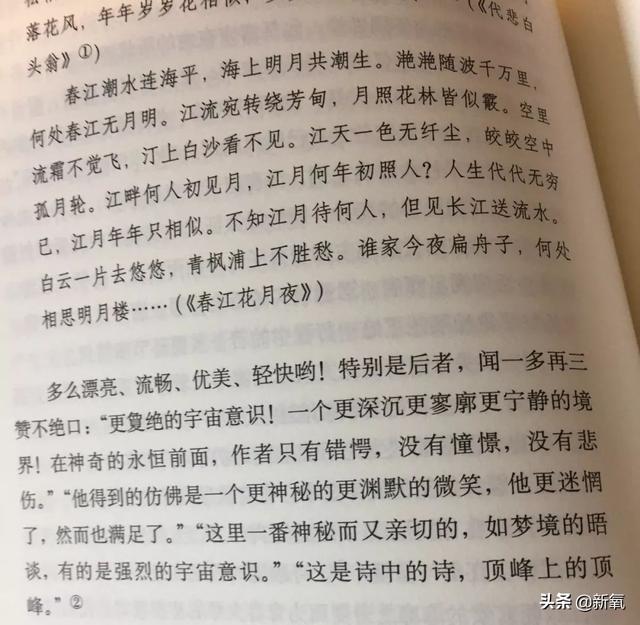 落花风，年年岁岁花相似，
（《代悲白
头翁》①）
春江潮水连海平，海上明月共潮生。滟滟随波千万里，
何处春江无月明。江流宛转绕芳甸，月照花林皆似霰。空里
流霜不觉飞，汀上白沙看不见。江天一色无纤尘，皎皎空中
孤月轮。江畔何人初见月，江月何年初照人？人生代代无穷
已，江月年年只相似。不知江月待何人，但见长江送流水。
白云一片去悠悠，青枫浦上不胜愁。谁家今夜扁舟子，何处
相思明月楼……（《春江花月夜》）
多么漂亮、流畅、优美、轻快哟！特别是后者，闻一多再三
赞不绝口：“更夐绝的宇宙意识！一个更深沉更寥廓更宁静的境
界！在神奇的永恒前面，作者只有错愕，没有憧憬，没有悲
伤。”“他得到的仿佛是一个更神秘的更渊默的微笑，他更迷惘
了，然而也满足了。”“这里一番神秘而又亲切的，如梦境的晤
谈，有的是强烈的宇宙意识。”“这是诗中的诗，顶峰上的顶
峰。”②
头条 @新氧